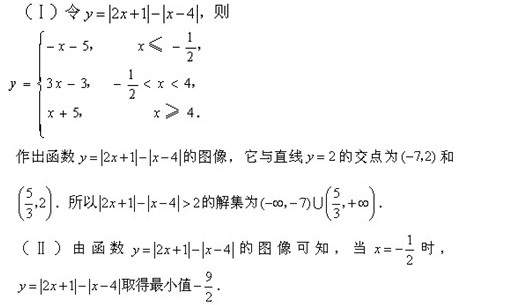 （Ⅰ）令 y=|2x+1|-|x-4|，则
y = { -x-5，  x ⩽ -1/2，
3x-3，  -1/2 < x < 4，
x+5，  x ⩾ 4．
作出函数 y=|2x+1|-|x-4| 的图像，它与直线 y=2 的交点为 (-7,2) 和
(5/3,2)．所以 |2x+1|-|x-4|>2 的解集为 (-∞,-7)∪(5/3,+∞)．
（Ⅱ）由函数 y=|2x+1|-|x-4| 的图像可知，当 x=-1/2 时，
y=|2x+1|-|x-4| 取得最小值 -9/2．